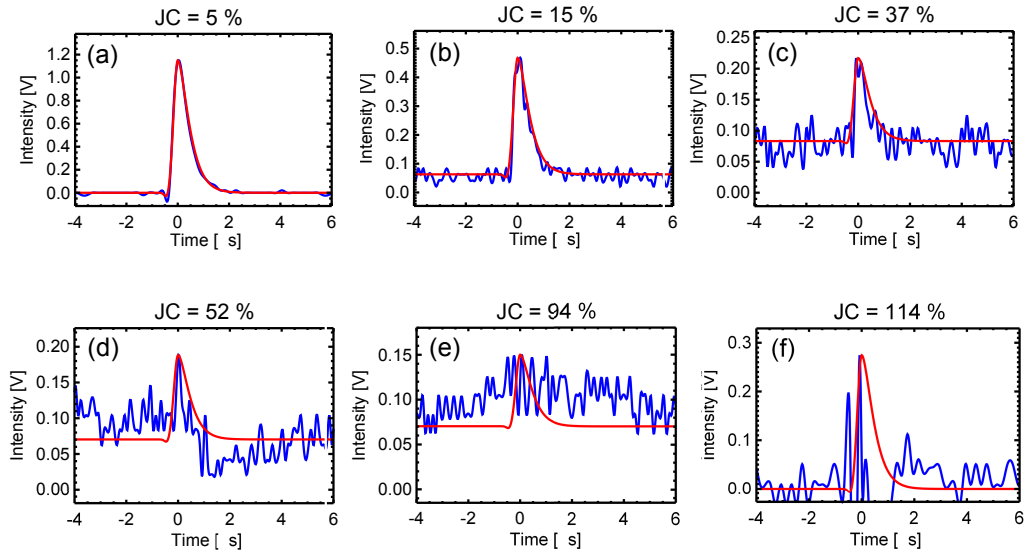 JC = 5 %
JC = 15 %
JC = 37 %
(a)
(b)
(c)
Intensity [V]
1.2
1.0
0.8
0.6
0.4
0.2
0.0
-4 -2 0 2 4 6
Time [ s]
Intensity [V]
0.5
0.4
0.3
0.2
0.1
0.0
-4 -2 0 2 4 6
Time [ s]
Intensity [V]
0.25
0.20
0.15
0.10
0.05
0.00
-4 -2 0 2 4 6
Time [ s]
JC = 52 %
JC = 94 %
JC = 114 %
(d)
(e)
(f)
Intensity [V]
0.20
0.15
0.10
0.05
0.00
-4 -2 0 2 4 6
Time [ s]
Intensity [V]
0.15
0.10
0.05
0.00
-4 -2 0 2 4 6
Time [ s]
intensity [V]
0.3
0.2
0.1
0.0
-4 -2 0 2 4 6
Time [ s]